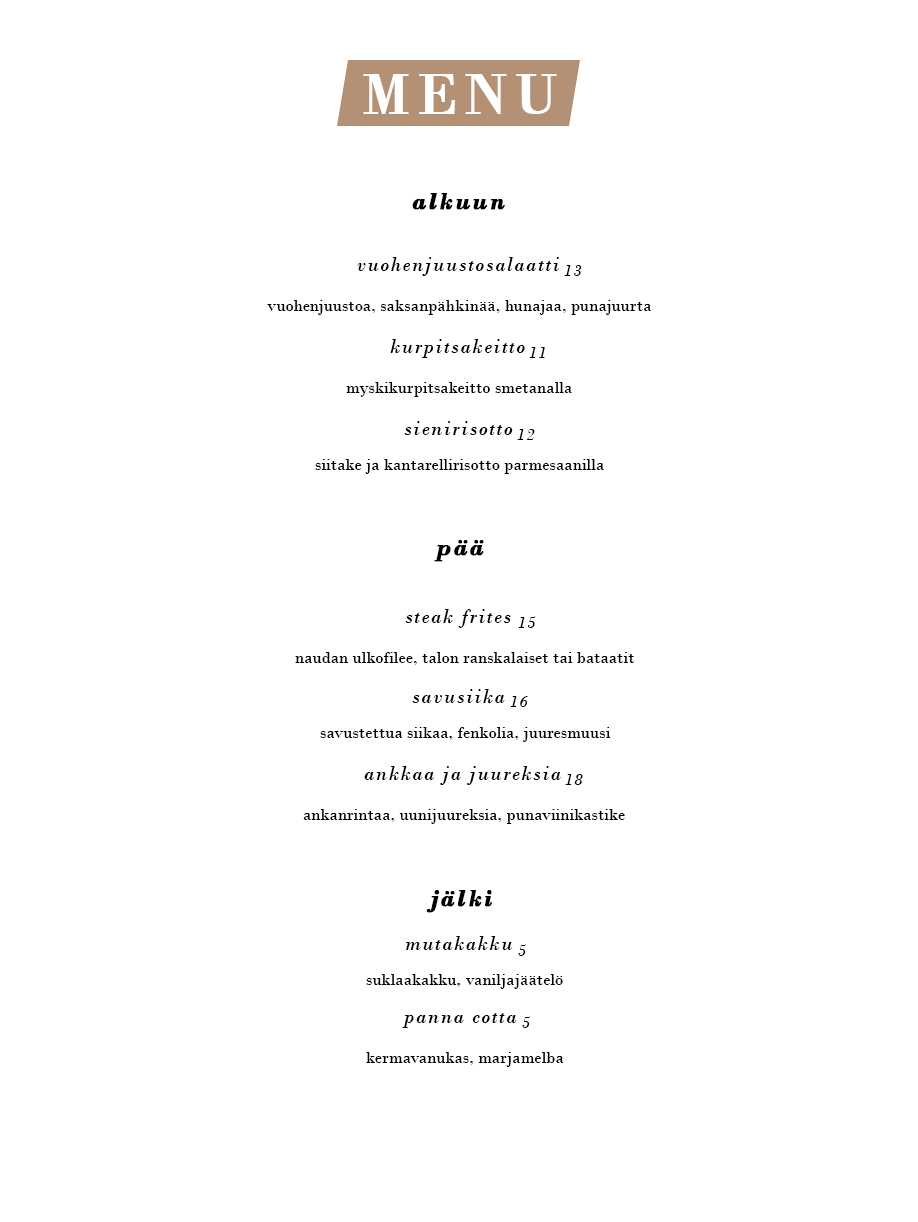 MENU
alkuun
vuohenjuustosalaatti 13
vuohenjuustoa, saksanpähkinää, hunajaa, punajuurta
kurpitsakeitto 11
myskikurpitsakeitto smetanalla
sienirisotto 12
siitake ja kantarellirisotto parmesaanilla
pää
steak frites 15
naudan ulkofilee, talon ranskalaiset tai bataatit
savusiika 16
savustettua siikaa, fenkolia, juuresmuusi
ankkaa ja juureksia 18
ankanrintaa, uunijuureksia, punaviinikastike
jälki
mutakakku 5
suklaakakku, vaniljajäätelö
panna cotta 5
kermavanukas, marjamelba